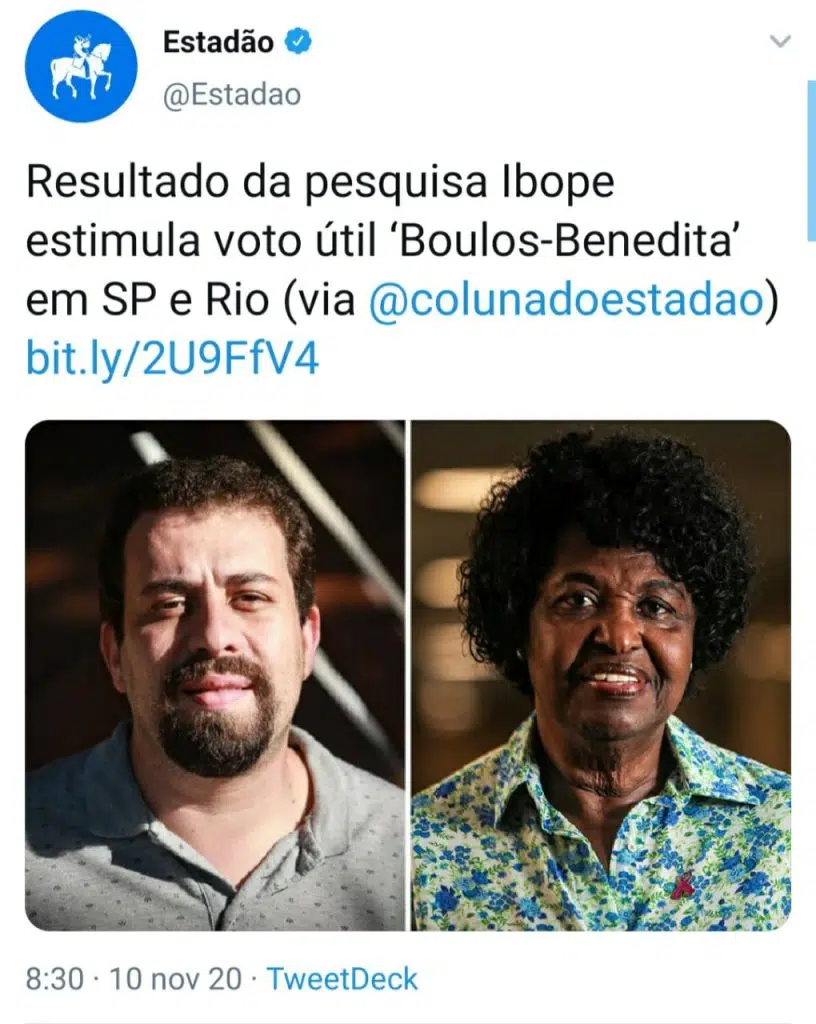 Estadão
@Estadao
Resultado da pesquisa Ibope
estimula voto útil ‘Boulos-Benedita’
em SP e Rio (via @colunadoestadao)
bit.ly/2U9FfV4
8:30 · 10 nov 20 · TweetDeck